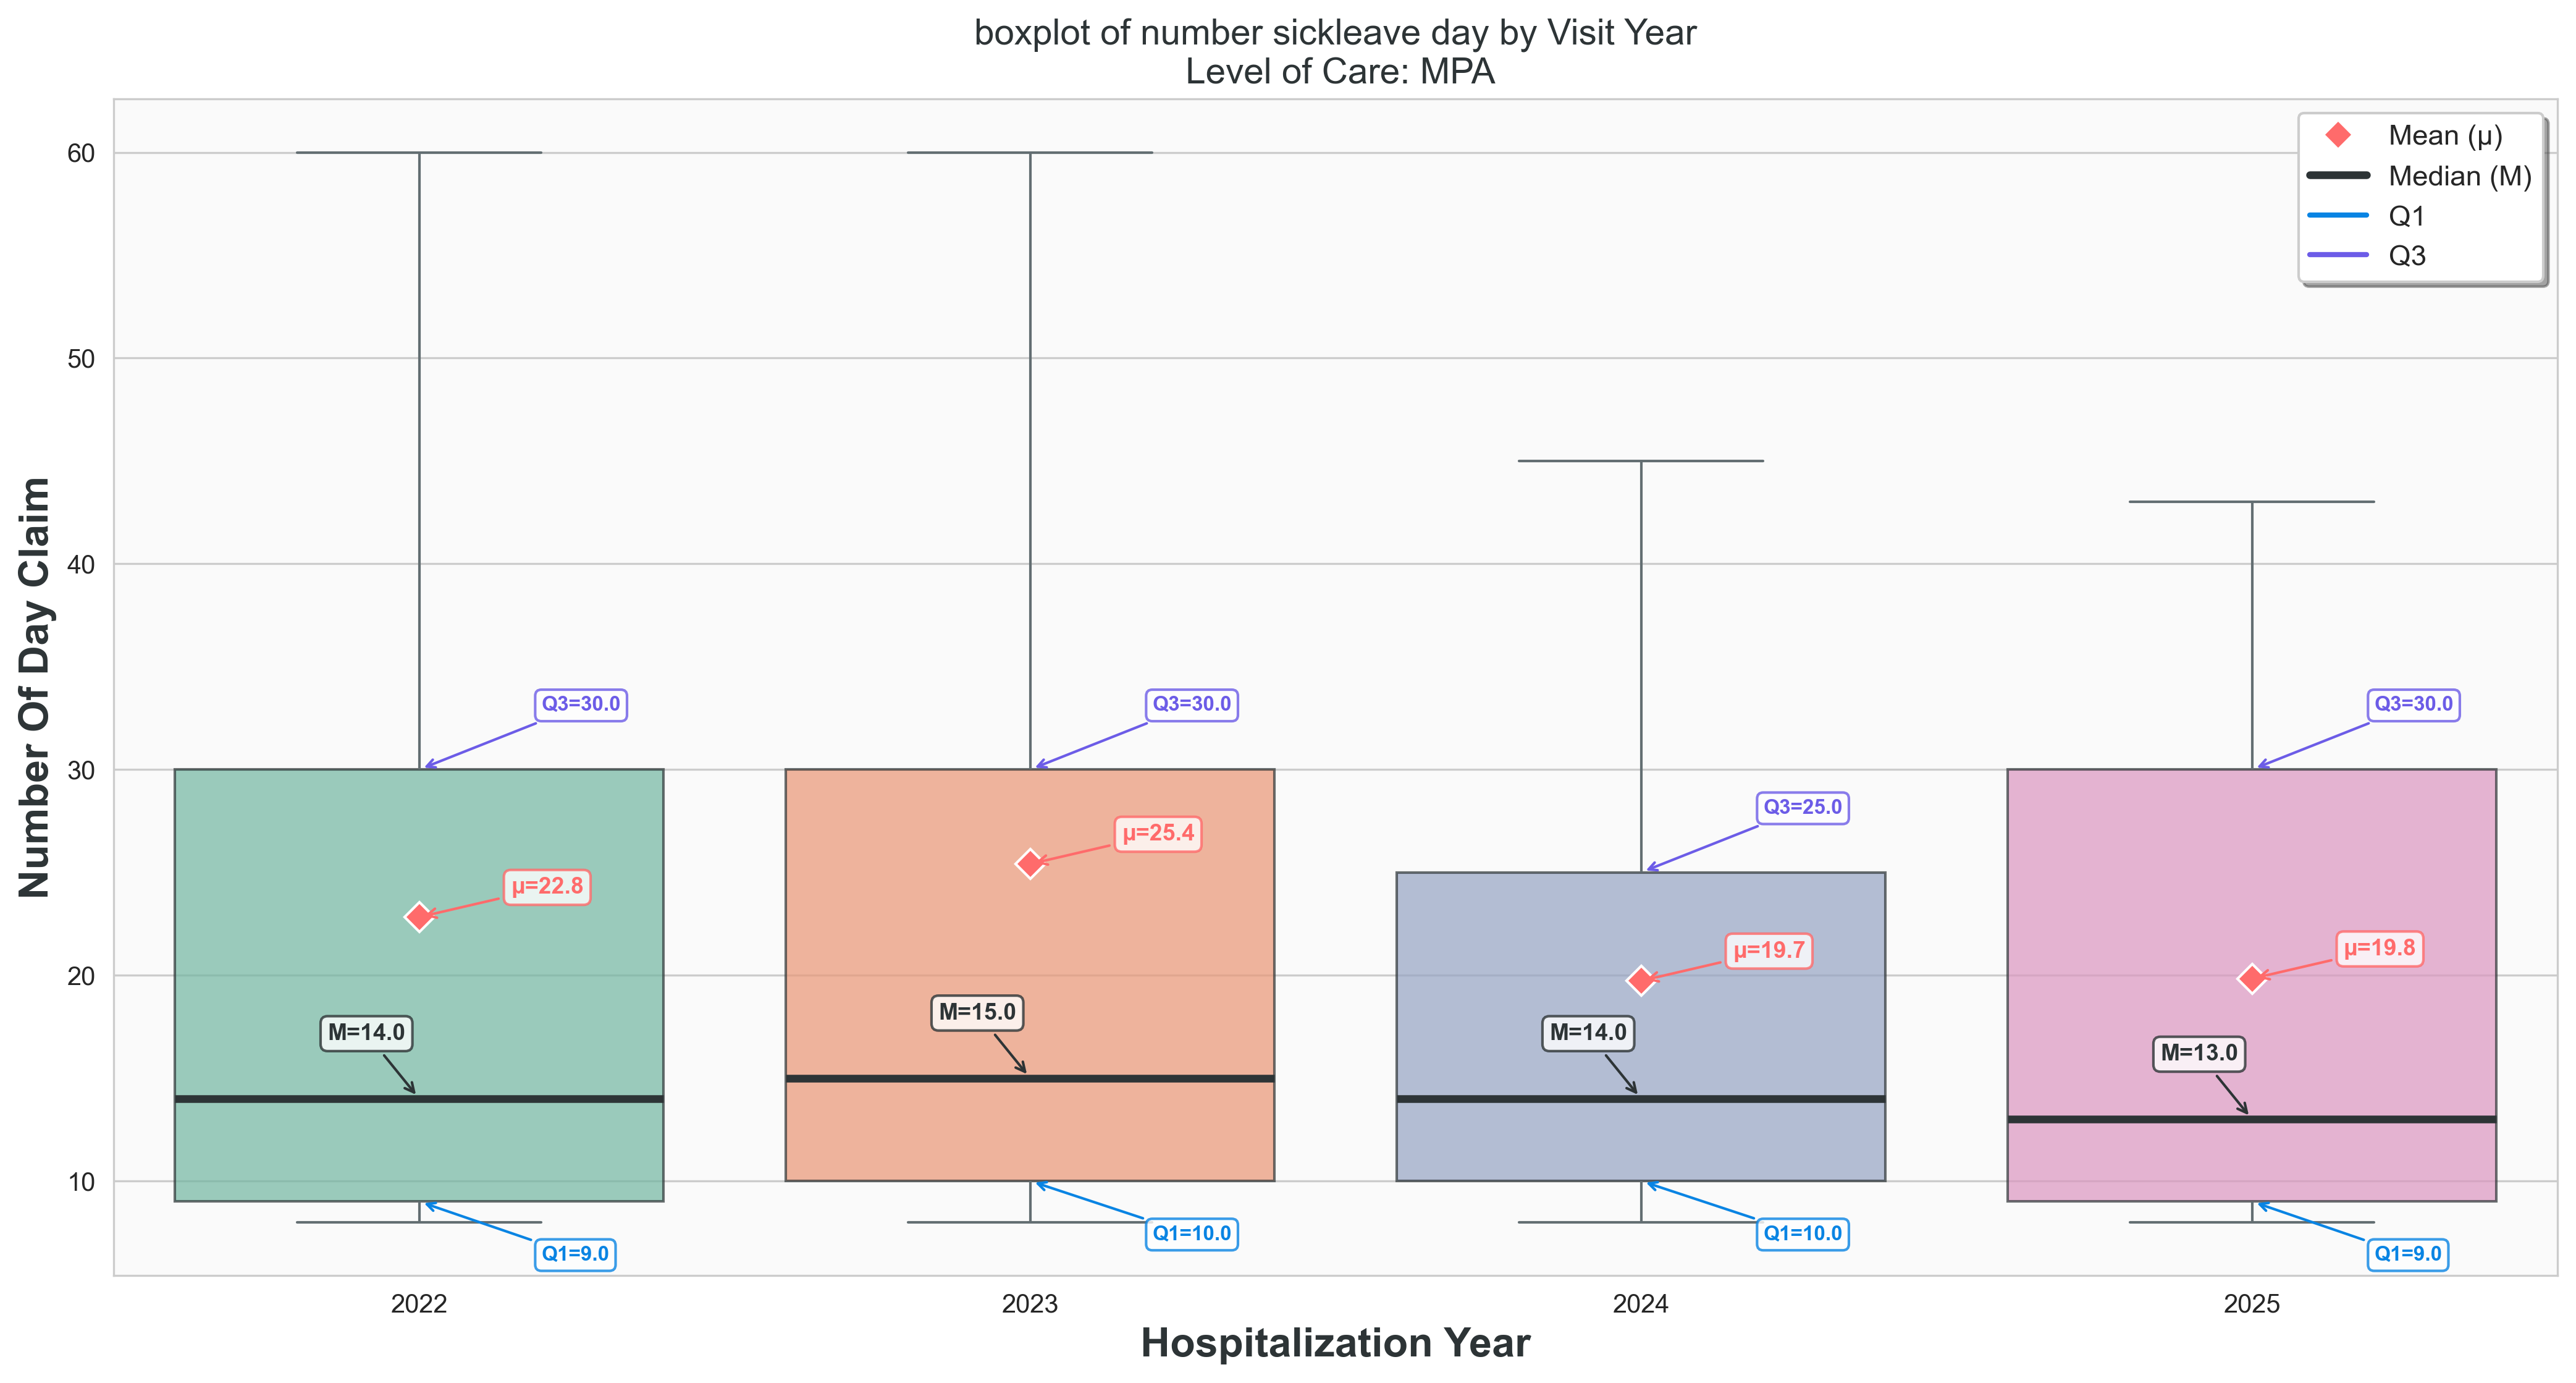 boxplot of number sickleave day by Visit Year
Level of Care: MPA
Mean (μ)
Median (M)
Q1
Q3
Number Of Day Claim
60
50
40
30
20
10
Q3=30.0
μ=22.8
M=14.0
Q1=9.0
Q3=30.0
μ=25.4
M=15.0
Q1=10.0
Q3=25.0
μ=19.7
M=14.0
Q1=10.0
Q3=30.0
μ=19.8
M=13.0
Q1=9.0
2022
2023
2024
2025
Hospitalization Year